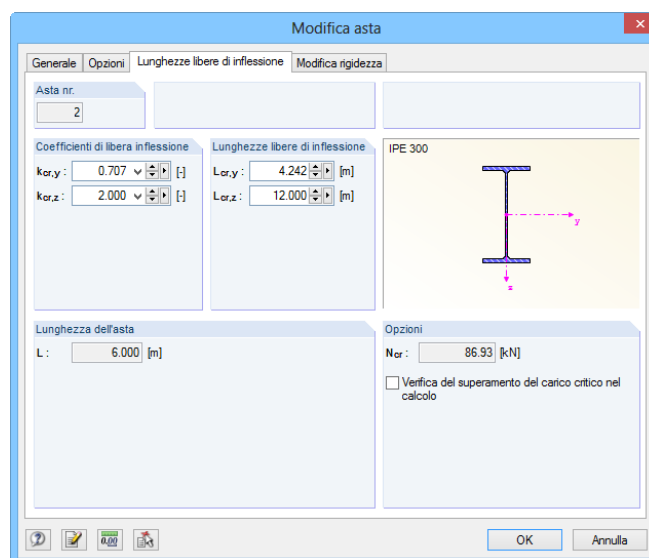 Modifica asta
Generale Opzioni Lunghezze libere di inflessione Modifica rigidezza
Asta nr.
2
Coefficienti di libera inflessione Lunghezze libere di inflessione IPE 300
kcr,y : 0.707 [-] Lcr,y : 4.242 [m]
kcr,z : 2.000 [-] Lcr,z : 12.000 [m]
y
z
Lunghezza dell'asta Opzioni
L : 6.000 [m] Ncr : 86.93 [kN]
Verifica del superamento del carico critico nel
calcolo
0.00 OK Annulla